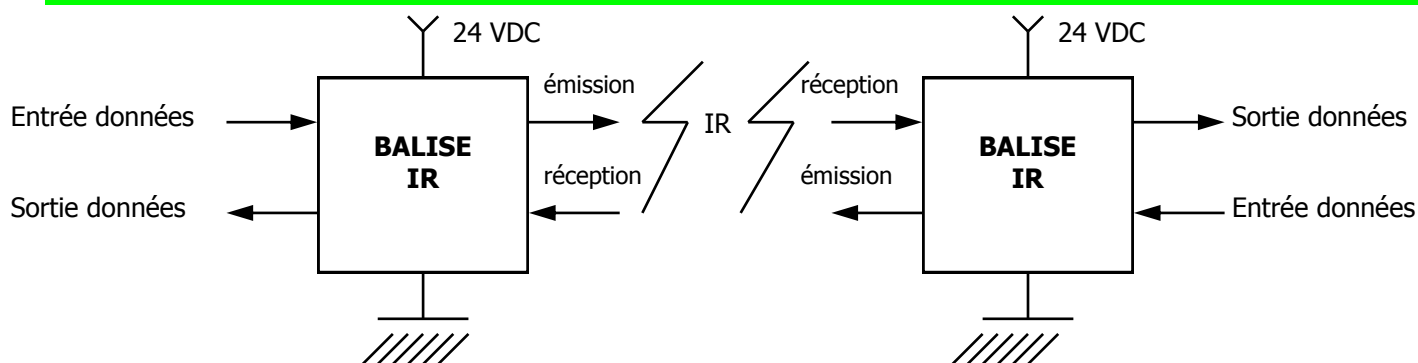 24 VDC
24 VDC
Entrée données
émission
réception
Sortie données
BALISE
IR
IR
BALISE
IR
Sortie données
réception
émission
Entrée données